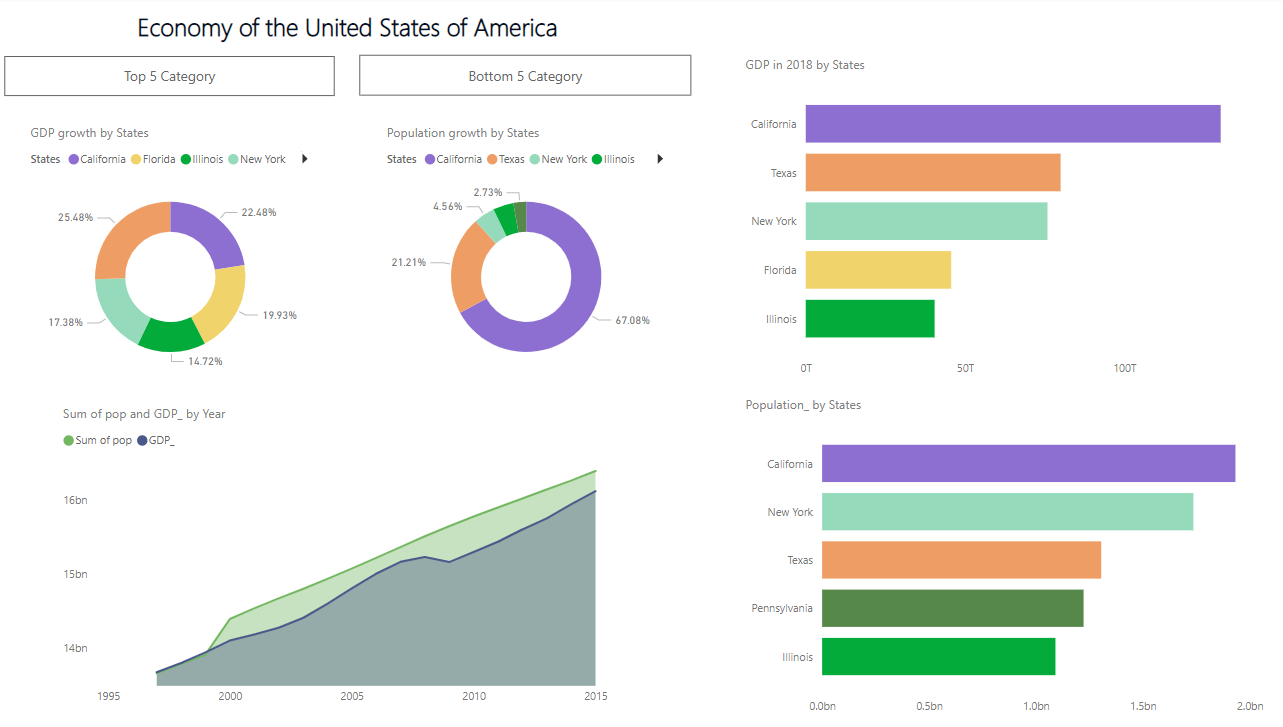 Economy of the United States of America
Top 5 Category
Bottom 5 Category
GDP growth by States
States California Florida Illinois New York
25.48%
22.48%
19.93%
17.38%
14.72%
Population growth by States
States California Texas New York Illinois
2.73%
4.56%
21.21%
67.08%
GDP in 2018 by States
California
Texas
New York
Florida
Illinois
0T 50T 100T
Sum of pop and GDP_ by Year
Sum of pop GDP_
16bn
15bn
14bn
1995 2000 2005 2010 2015
Population_ by States
California
New York
Texas
Pennsylvania
Illinois
0.0bn 0.5bn 1.0bn 1.5bn 2.0bn